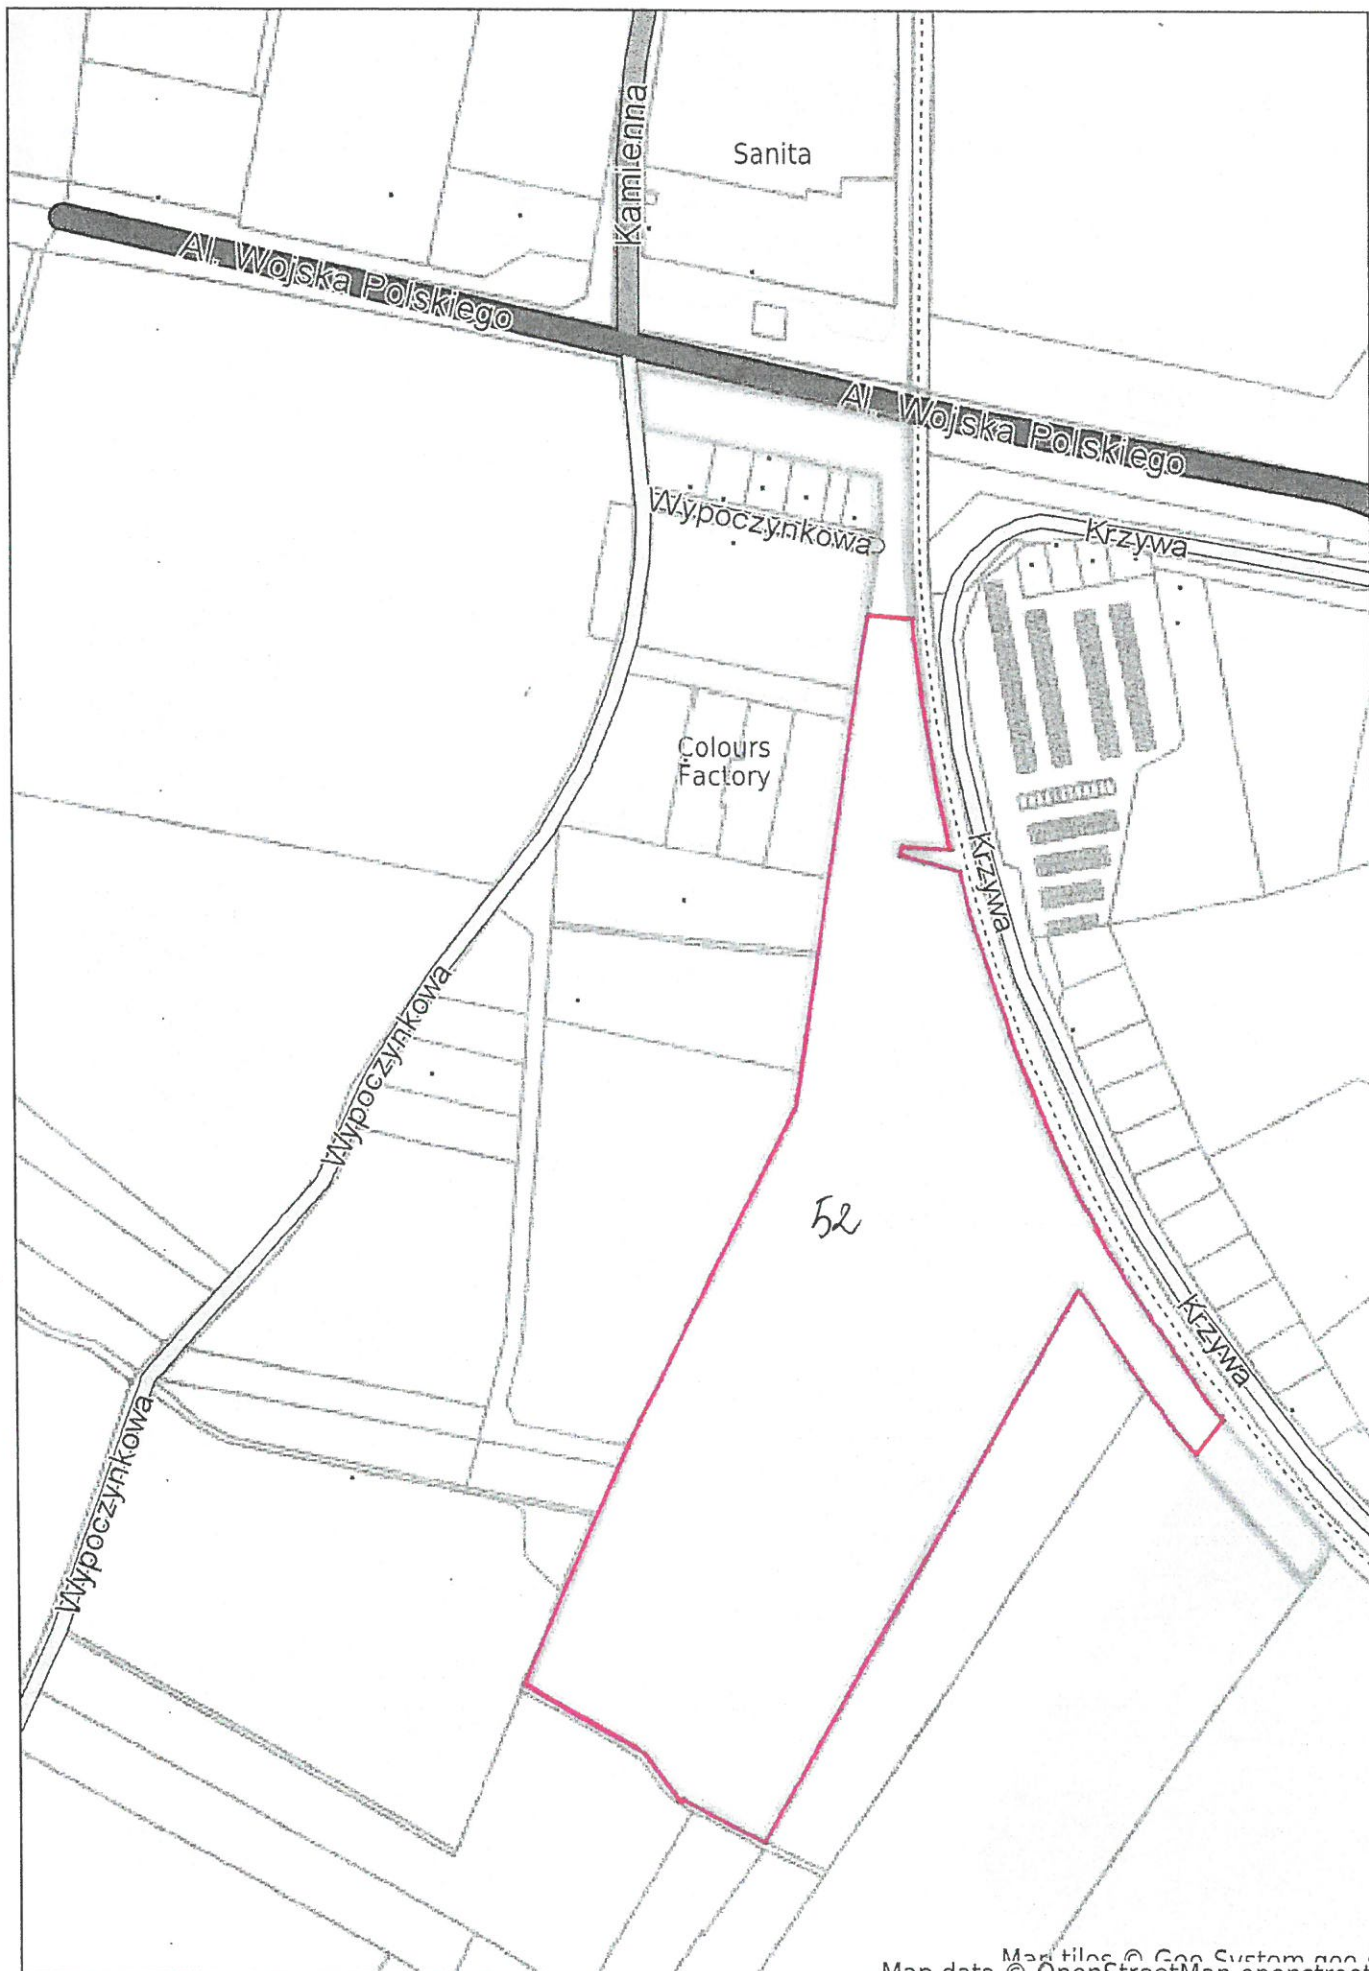 Kamienna
Sanita
Al. Wojska Polskiego
Al. Wojska Polskiego
Wypoczynkowa
Krzywa
Colours
Factory
Krzywa
Wypoczynkowa
52
Krzywa
Wypoczynkowa
Map tiles © Geo-System
Map data © OpenStreetMap